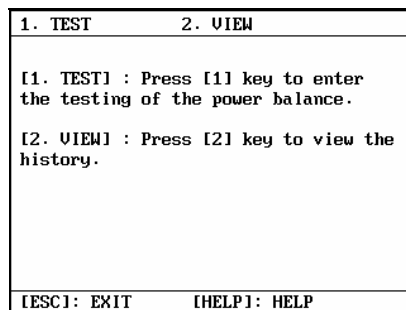 1. TEST 2. VIEW
[1. TEST] : Press [1] key to enter
the testing of the power balance.
[2. VIEW] : Press [2] key to view the
history.
[ESC]: EXIT [HELP]: HELP